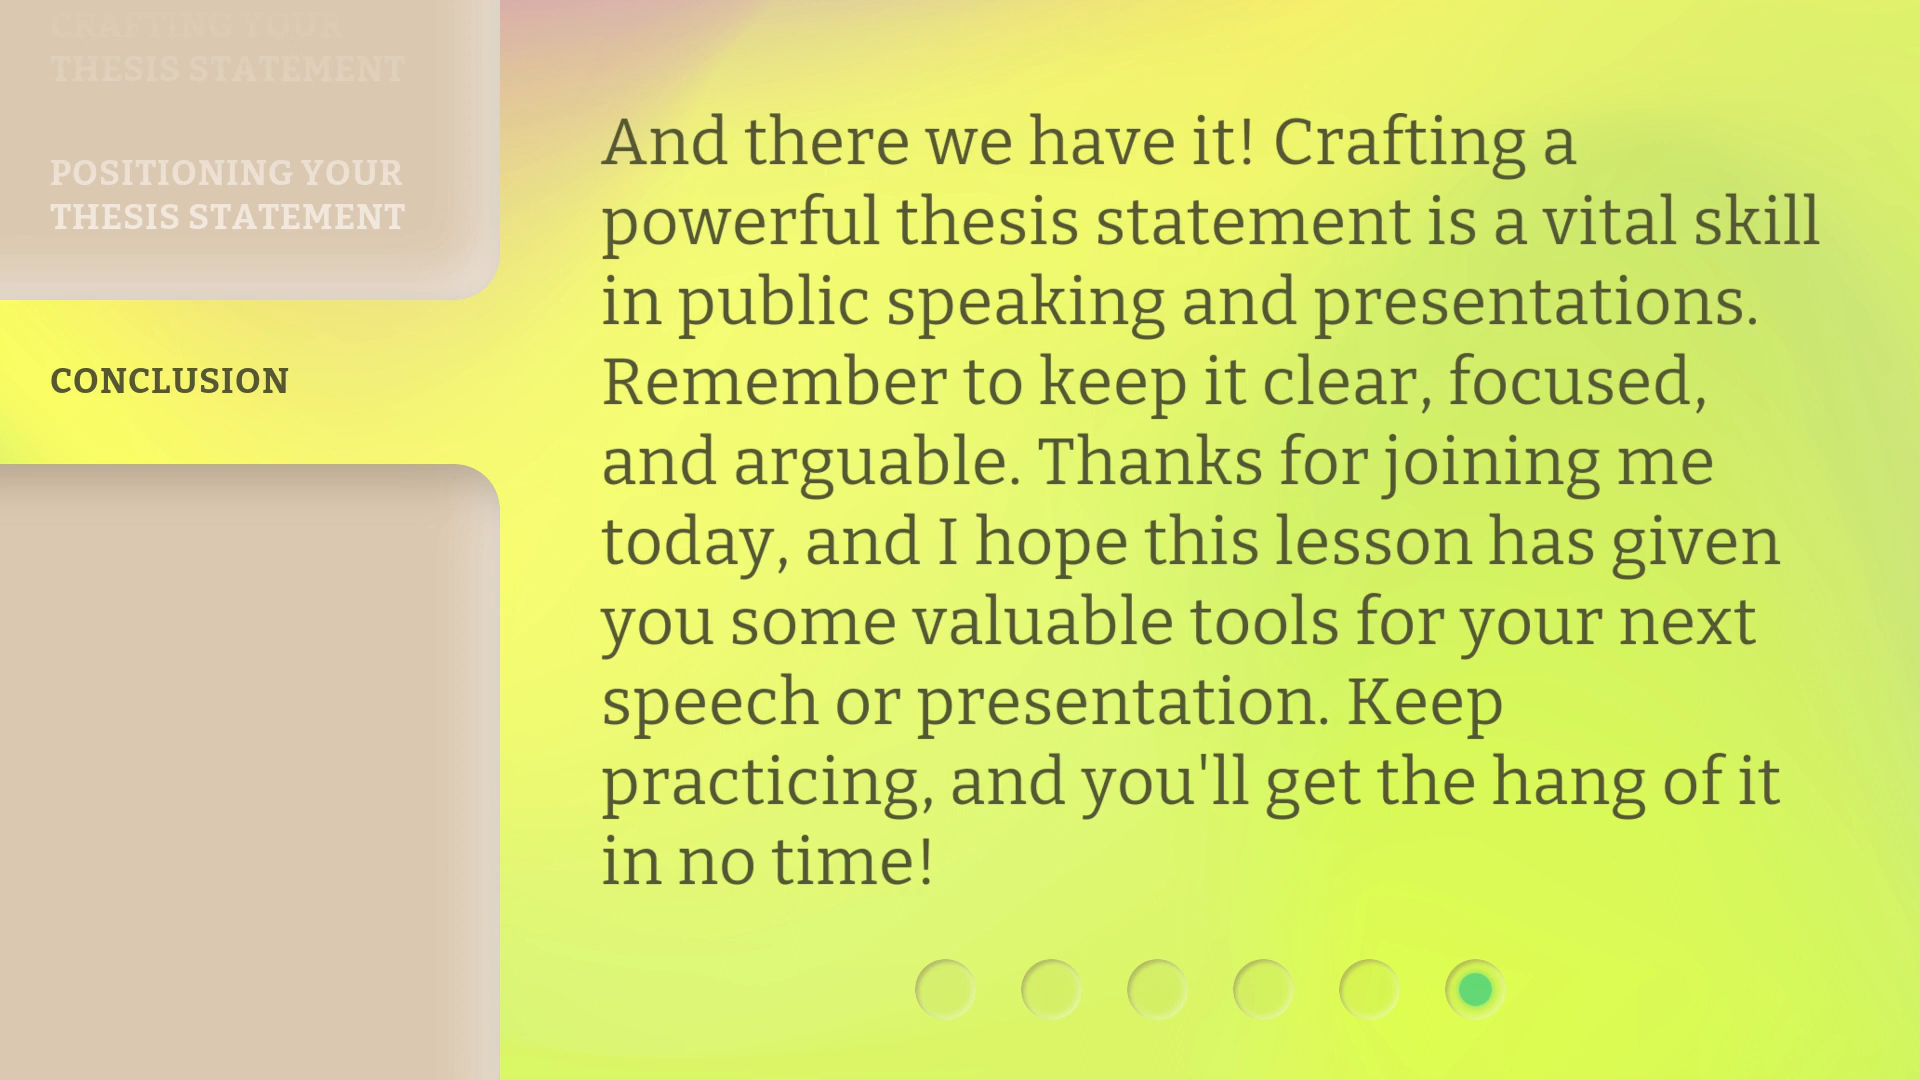 CRAFTING YOUR
THESIS STATEMENT
POSITIONING YOUR
THESIS STATEMENT
CONCLUSION
And there we have it! Crafting a
powerful thesis statement is a vital skill
in public speaking and presentations.
Remember to keep it clear, focused,
and arguable. Thanks for joining me
today, and I hope this lesson has given
you some valuable tools for your next
speech or presentation. Keep
practicing, and you'll get the hang of it
in no time!